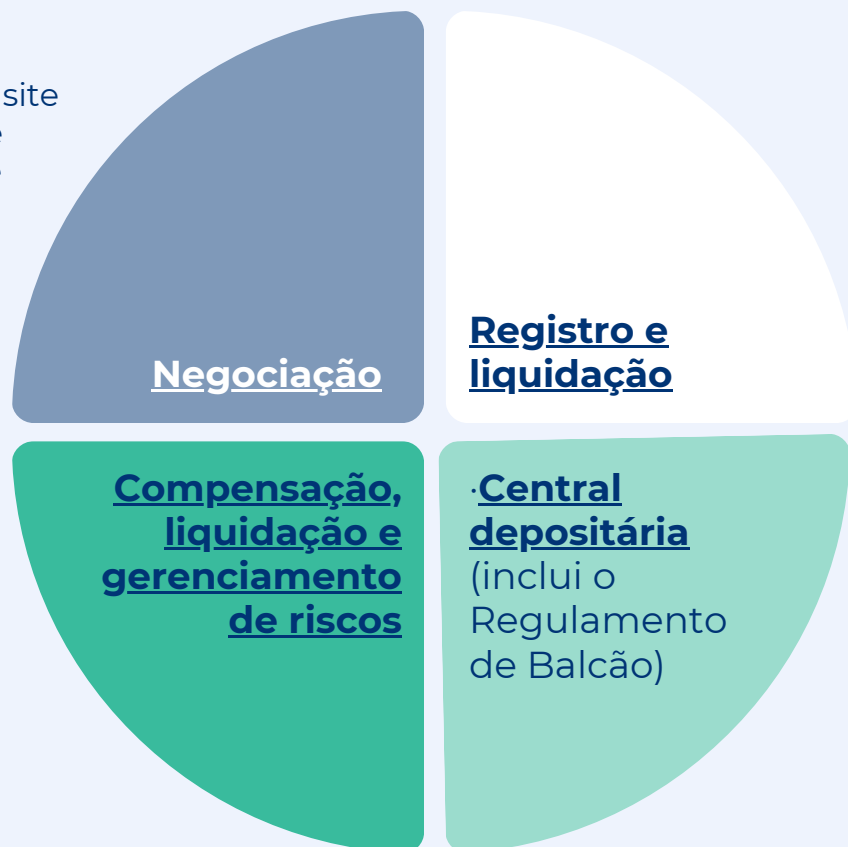 site
e
Negociação
Registro e
liquidação
Compensação,
liquidação e
gerenciamento
de riscos
·Central
depositária
(inclui o
Regulamento
de Balcão)